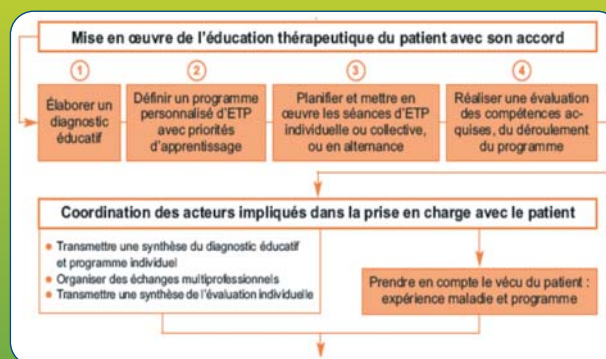 Mise en œuvre de l'éducation thérapeutique du patient avec son accord
1
Élaborer un
diagnostic
éducatif
2
Définir un programme
personnalisé d'ETP
avec priorités
d'apprentissage
3
Planifier et mettre en
œuvre les séances d'ETP
individuelle ou collective,
ou en alternance
4
Réaliser une évaluation
des compétences ac-
quises, du déroulement
du programme
Coordination des acteurs impliqués dans la prise en charge avec le patient
• Transmettre une synthèse du diagnostic éducatif
et programme individuel
• Organiser des échanges multiprofessionnels
• Transmettre une synthèse de l'évaluation individuelle
Prendre en compte le vécu du patient :
expérience maladie et programme